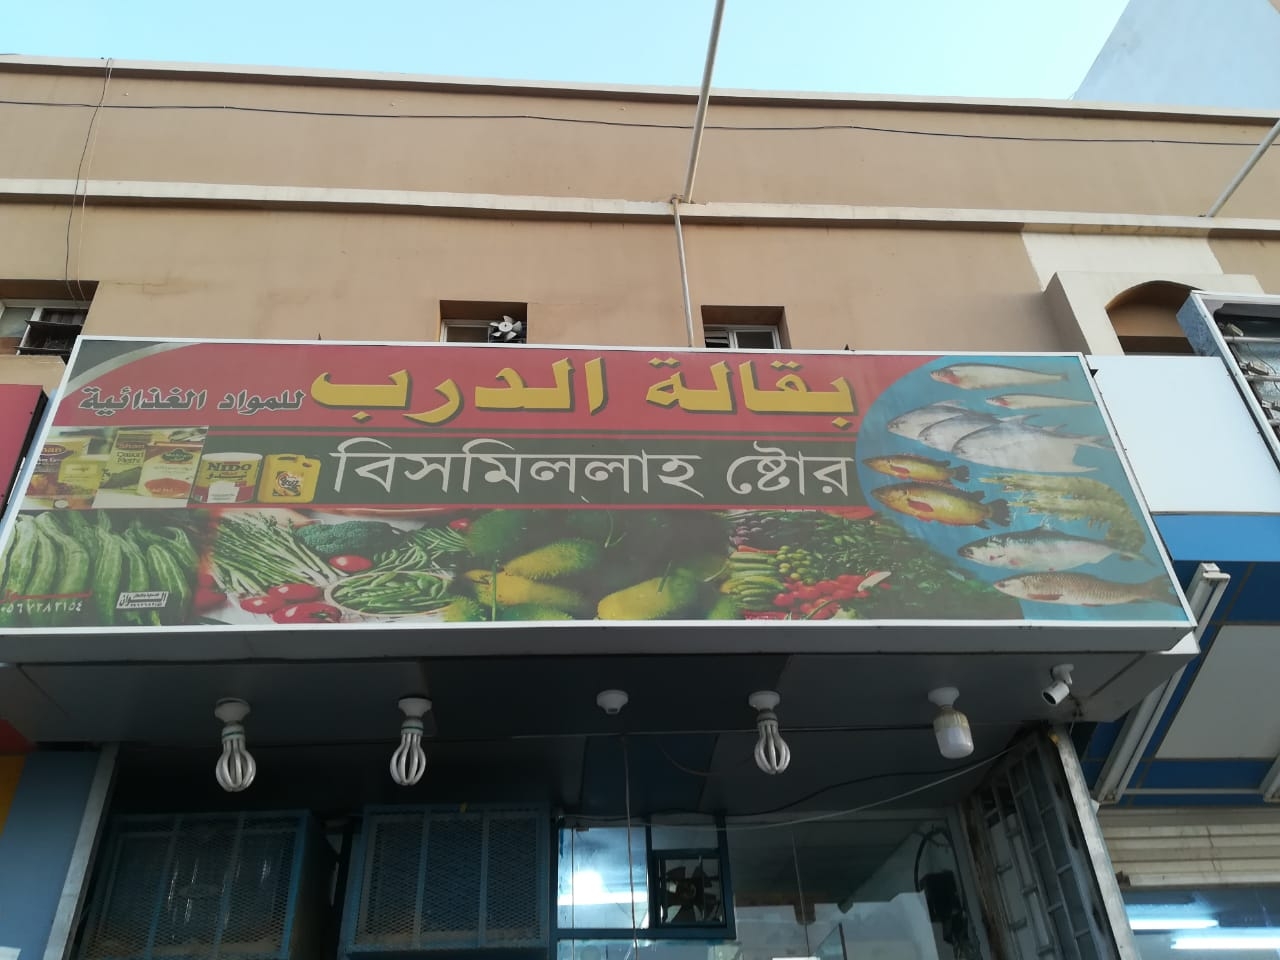 بقالة الدرب للمواد الغذائية
বিসমিল্লাহ ষ্টোর
NIDO